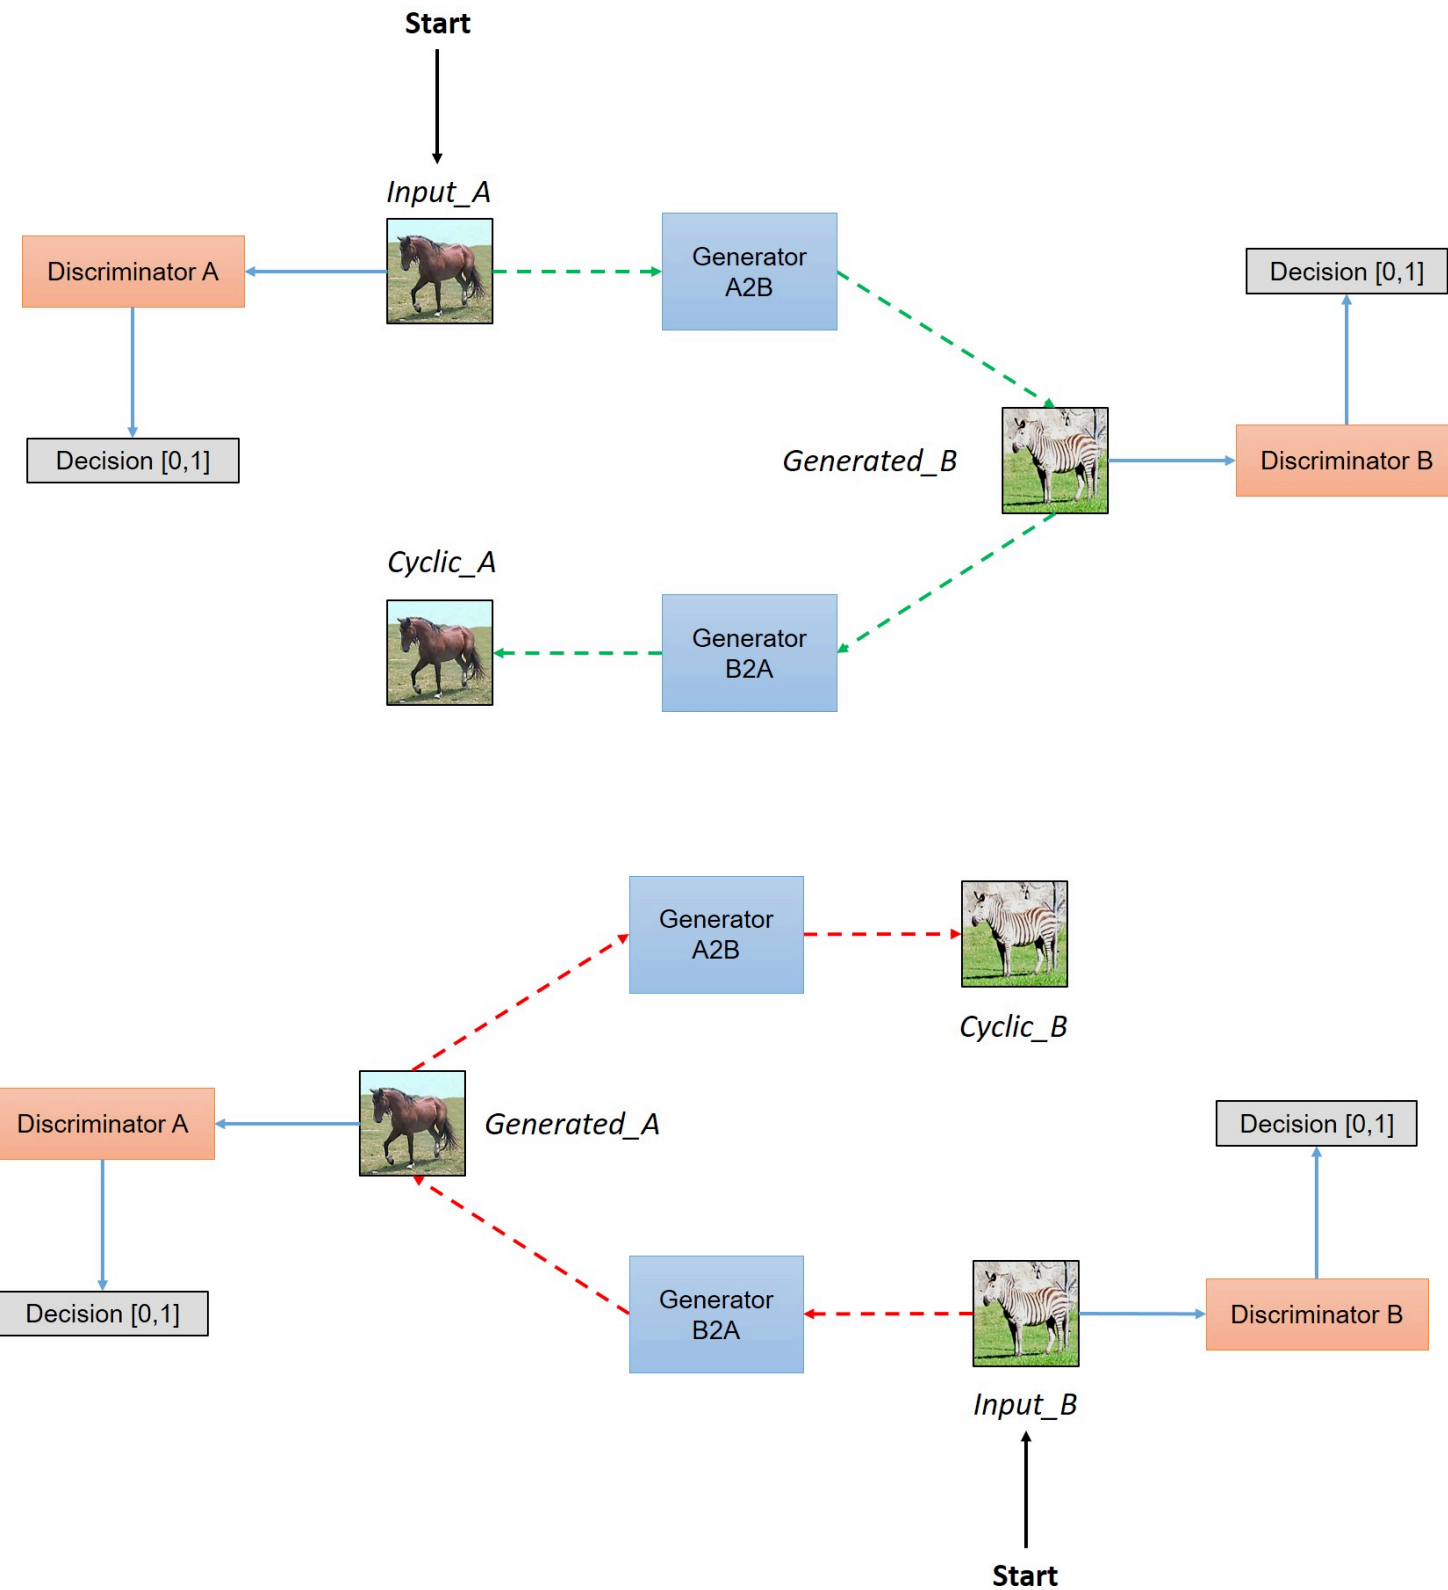 Start
Input_A
Discriminator A
Generator
A2B
Decision [0,1]
Decision [0,1]
Generated_B
Discriminator B
Cyclic_A
Generator
B2A
Generator
A2B
Cyclic_B
Discriminator A
Generated_A
Decision [0,1]
Decision [0,1]
Generator
B2A
Discriminator B
Input_B
Start